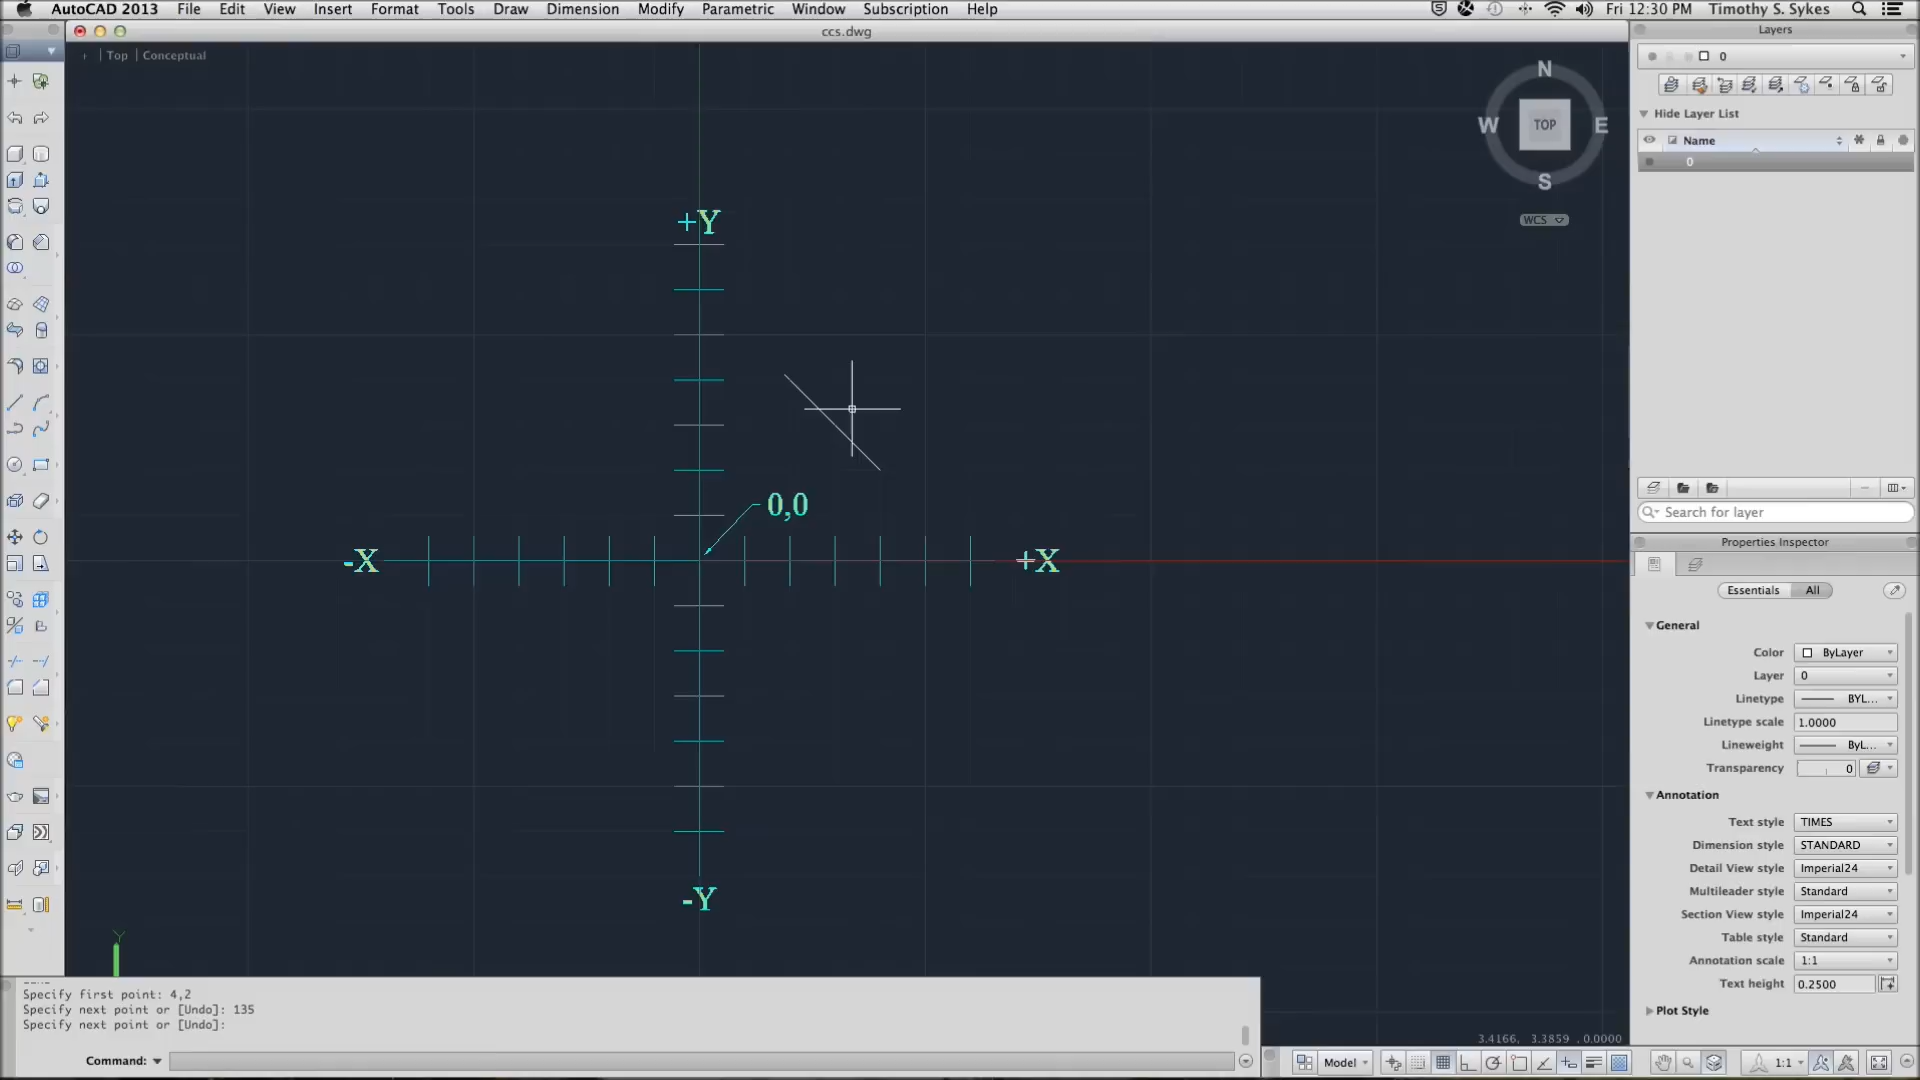 AutoCAD 2013 File Edit View Insert Format Tools Draw Dimension Modify Parametric Window Subscription Help
Fri 12:30 PM Timothy S. Sykes
ccs.dwg
+ | Top | Conceptual
N
W TOP E
S
WCS
+Y
0,0
-X
+X
-Y
Y
Layers
0
Hide Layer List
Name
0
Search for layer
Properties Inspector
Essentials All
General
Color ByLayer
Layer 0
Linetype BYL...
Linetype scale 1.0000
Lineweight ByL...
Transparency 0
Annotation
Text style TIMES
Dimension style STANDARD
Detail View style Imperial24
Multileader style Standard
Section View style Imperial24
Table style Standard
Annotation scale 1:1
Text height 0.2500
Plot Style
Specify first point: 4,2
Specify next point or [Undo]: 135
Specify next point or [Undo]:
Command:
3.4166, 3.3859 ,0.0000
Model
1:1